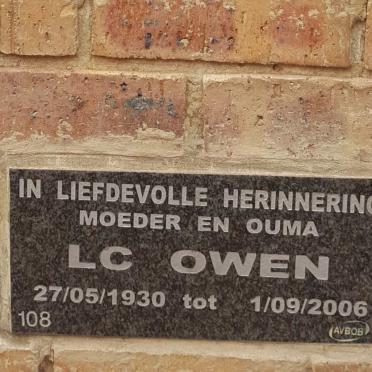 IN LIEFDEVOLLE HERINNERING
MOEDER EN OUMA
LC OWEN
27/05/1930 tot 1/09/2006
108 AVBOB